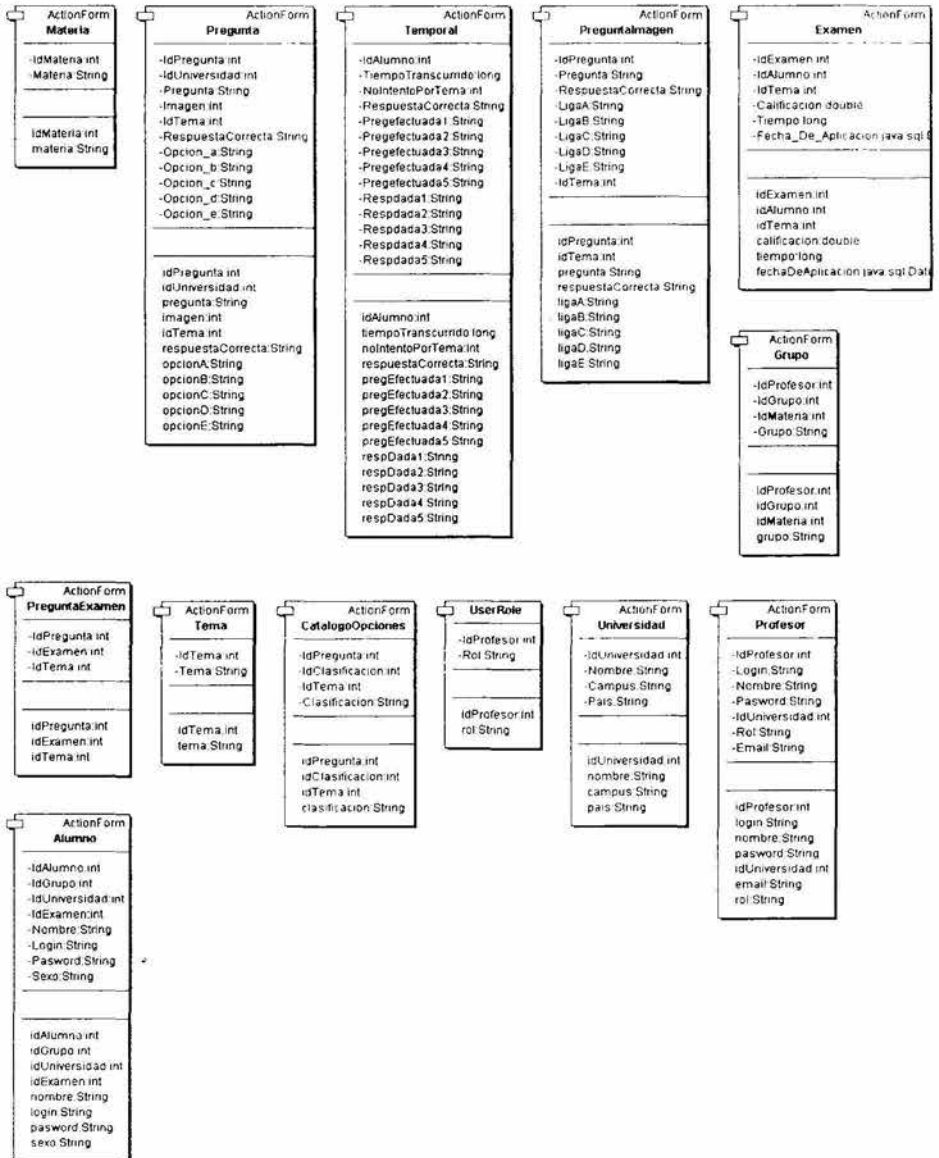 ActionForm
Materia
-IdMateria:int
-Materia:String
idMateria:int
materia:String
ActionForm
Pregunta
-IdPregunta:int
-IdUniversidad:int
-Pregunta:String
-Imagen:int
-IdTema:int
-RespuestaCorrecta:String
-Opcion_a:String
-Opcion_b:String
-Opcion_c:String
-Opcion_d:String
-Opcion_e:String
idPregunta:int
idUniversidad:int
pregunta:String
imagen:int
idTema:int
respuestaCorrecta:String
opcionA:String
opcionB:String
opcionC:String
opcionD:String
opcionE:String
ActionForm
Temporal
-IdAlumno:int
-TiempoTranscurrido:long
-NoIntentoPorTema:int
-RespuestaCorrecta:String
-Pregefectuada1:String
-Pregefectuada2:String
-Pregefectuada3:String
-Pregefectuada4:String
-Pregefectuada5:String
-Respdada1:String
-Respdada2:String
-Respdada3:String
-Respdada4:String
-Respdada5:String
idAlumno:int
tiempoTranscurrido:long
noIntentoPorTema:int
respuestaCorrecta:String
pregEfectuada1:String
pregEfectuada2:String
pregEfectuada3:String
pregEfectuada4:String
pregEfectuada5:String
respDada1:String
respDada2:String
respDada3:String
respDada4:String
respDada5:String
ActionForm
PreguntaImagen
-IdPregunta:int
-Pregunta:String
-RespuestaCorrecta:String
-LigaA:String
-LigaB:String
-LigaC:String
-LigaD:String
-LigaE:String
-IdTema:int
idPregunta:int
idTema:int
pregunta:String
respuestaCorrecta:String
ligaA:String
ligaB:String
ligaC:String
ligaD:String
ligaE:String
ActionForm
Examen
-IdExamen:int
-IdAlumno:int
-IdTema:int
-Calificacion:double
-Tiempo:long
-Fecha_De_Aplicacion:java.sql.D
idExamen:int
idAlumno:int
idTema:int
calificacion:double
tiempo:long
fechaDeAplicacion:java.sql.Date
ActionForm
Grupo
-IdProfesor:int
-IdGrupo:int
-IdMateria:int
-Grupo:String
idProfesor:int
idGrupo:int
idMateria:int
grupo:String
ActionForm
PreguntaExamen
-IdPregunta:int
-IdExamen:int
-IdTema:int
idPregunta:int
idExamen:int
idTema:int
ActionForm
Tema
-IdTema:int
-Tema:String
idTema:int
tema:String
ActionForm
CatalogoOpciones
-IdPregunta:int
-IdClasificacion:int
-IdTema:int
-Clasificacion:String
idPregunta:int
idClasificacion:int
idTema:int
clasificacion:String
UserRole
-IdProfesor:int
-Rol:String
idProfesor:int
rol:String
ActionForm
Universidad
-IdUniversidad:int
-Nombre:String
-Campus:String
-Pais:String
idUniversidad:int
nombre:String
campus:String
pais:String
ActionForm
Profesor
-IdProfesor:int
-Login:String
-Nombre:String
-Pasword:String
-IdUniversidad:int
-Rol:String
-Email:String
idProfesor:int
login:String
nombre:String
pasword:String
idUniversidad:int
email:String
rol:String
ActionForm
Alumno
-IdAlumno:int
-IdGrupo:int
-IdUniversidad:int
-IdExamen:int
-Nombre:String
-Login:String
-Pasword:String
-Sexo:String
idAlumno:int
idGrupo:int
idUniversidad:int
idExamen:int
nombre:String
login:String
pasword:String
sexo:String